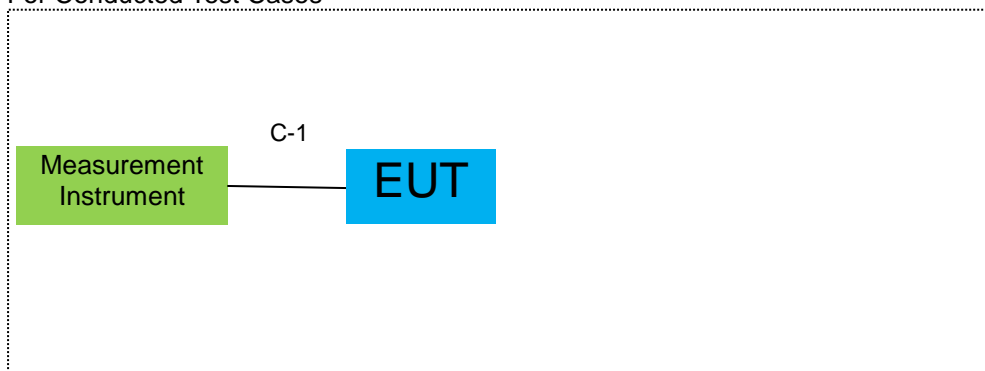 For Conducted Test Cases
C-1
Measurement
Instrument
EUT